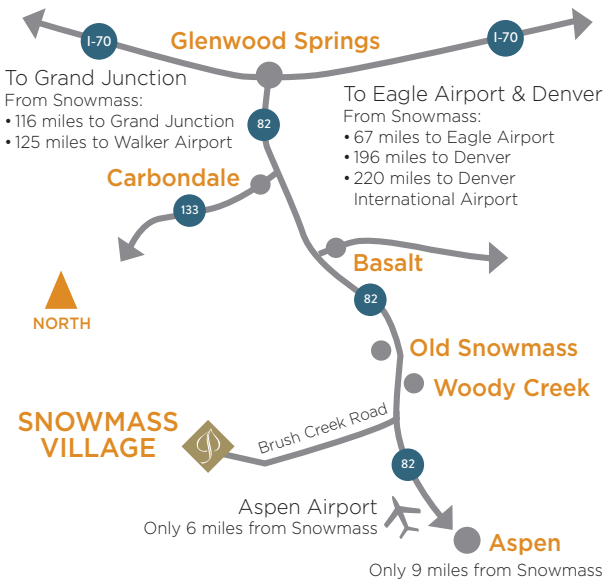 I-70
I-70
Glenwood Springs
To Grand Junction
From Snowmass:
• 116 miles to Grand Junction
• 125 miles to Walker Airport
82
To Eagle Airport & Denver
From Snowmass:
• 67 miles to Eagle Airport
• 196 miles to Denver
• 220 miles to Denver
International Airport
Carbondale
133
Basalt
82
NORTH
Old Snowmass
Woody Creek
SNOWMASS
VILLAGE
Brush Creek Road
82
Aspen Airport
Only 6 miles from Snowmass
Aspen
Only 9 miles from Snowmass